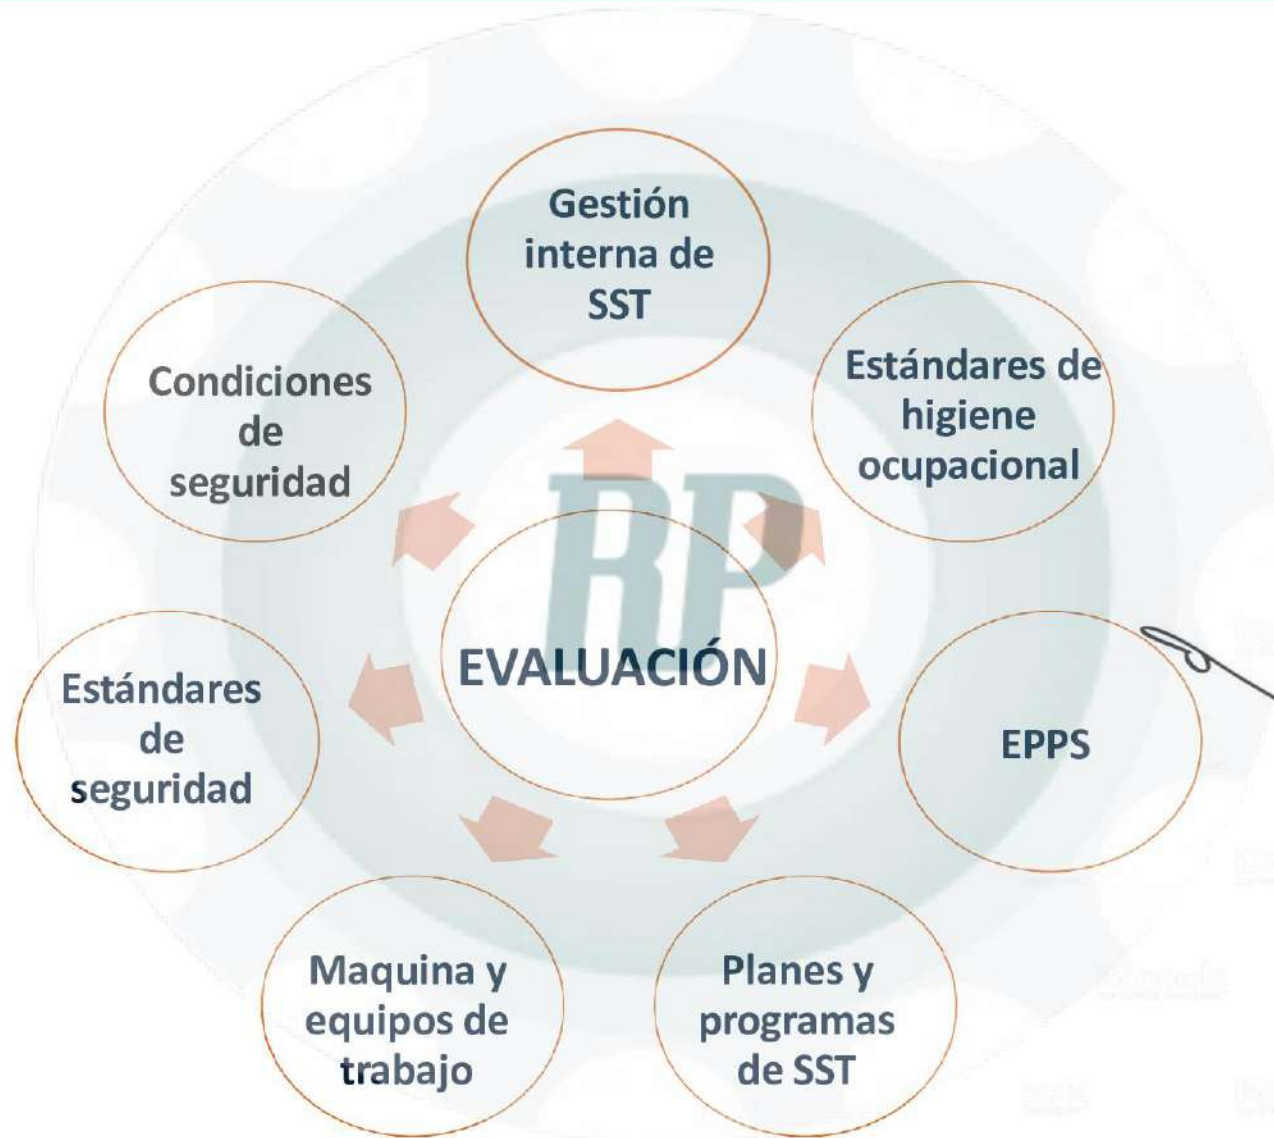 Gestión
interna de
SST
Estándares de
higiene
ocupacional
EPPS
Planes y
programas
de SST
Maquina y
equipos de
trabajo
Estándares
de
seguridad
Condiciones
de
seguridad
RP
EVALUACIÓN